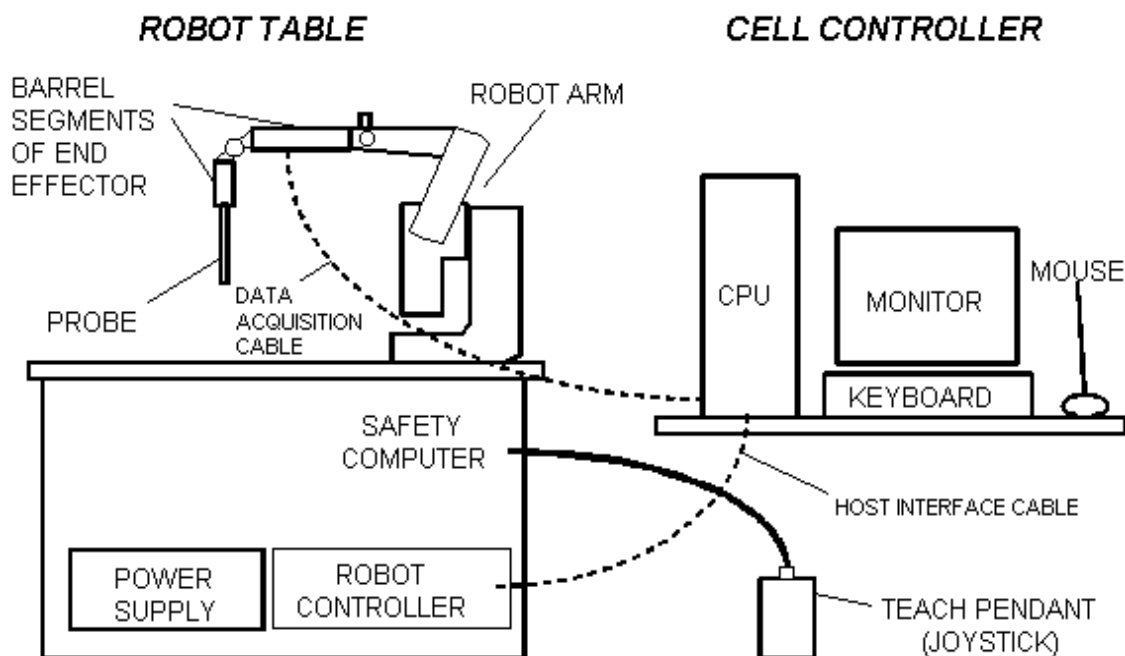 ROBOT TABLE
CELL CONTROLLER
BARREL
SEGMENTS
OF END
EFFECTOR
ROBOT ARM
PROBE
DATA
ACQUISITION
CABLE
CPU
MONITOR
MOUSE
KEYBOARD
SAFETY
COMPUTER
HOST INTERFACE CABLE
POWER
SUPPLY
ROBOT
CONTROLLER
TEACH PENDANT
(JOYSTICK)